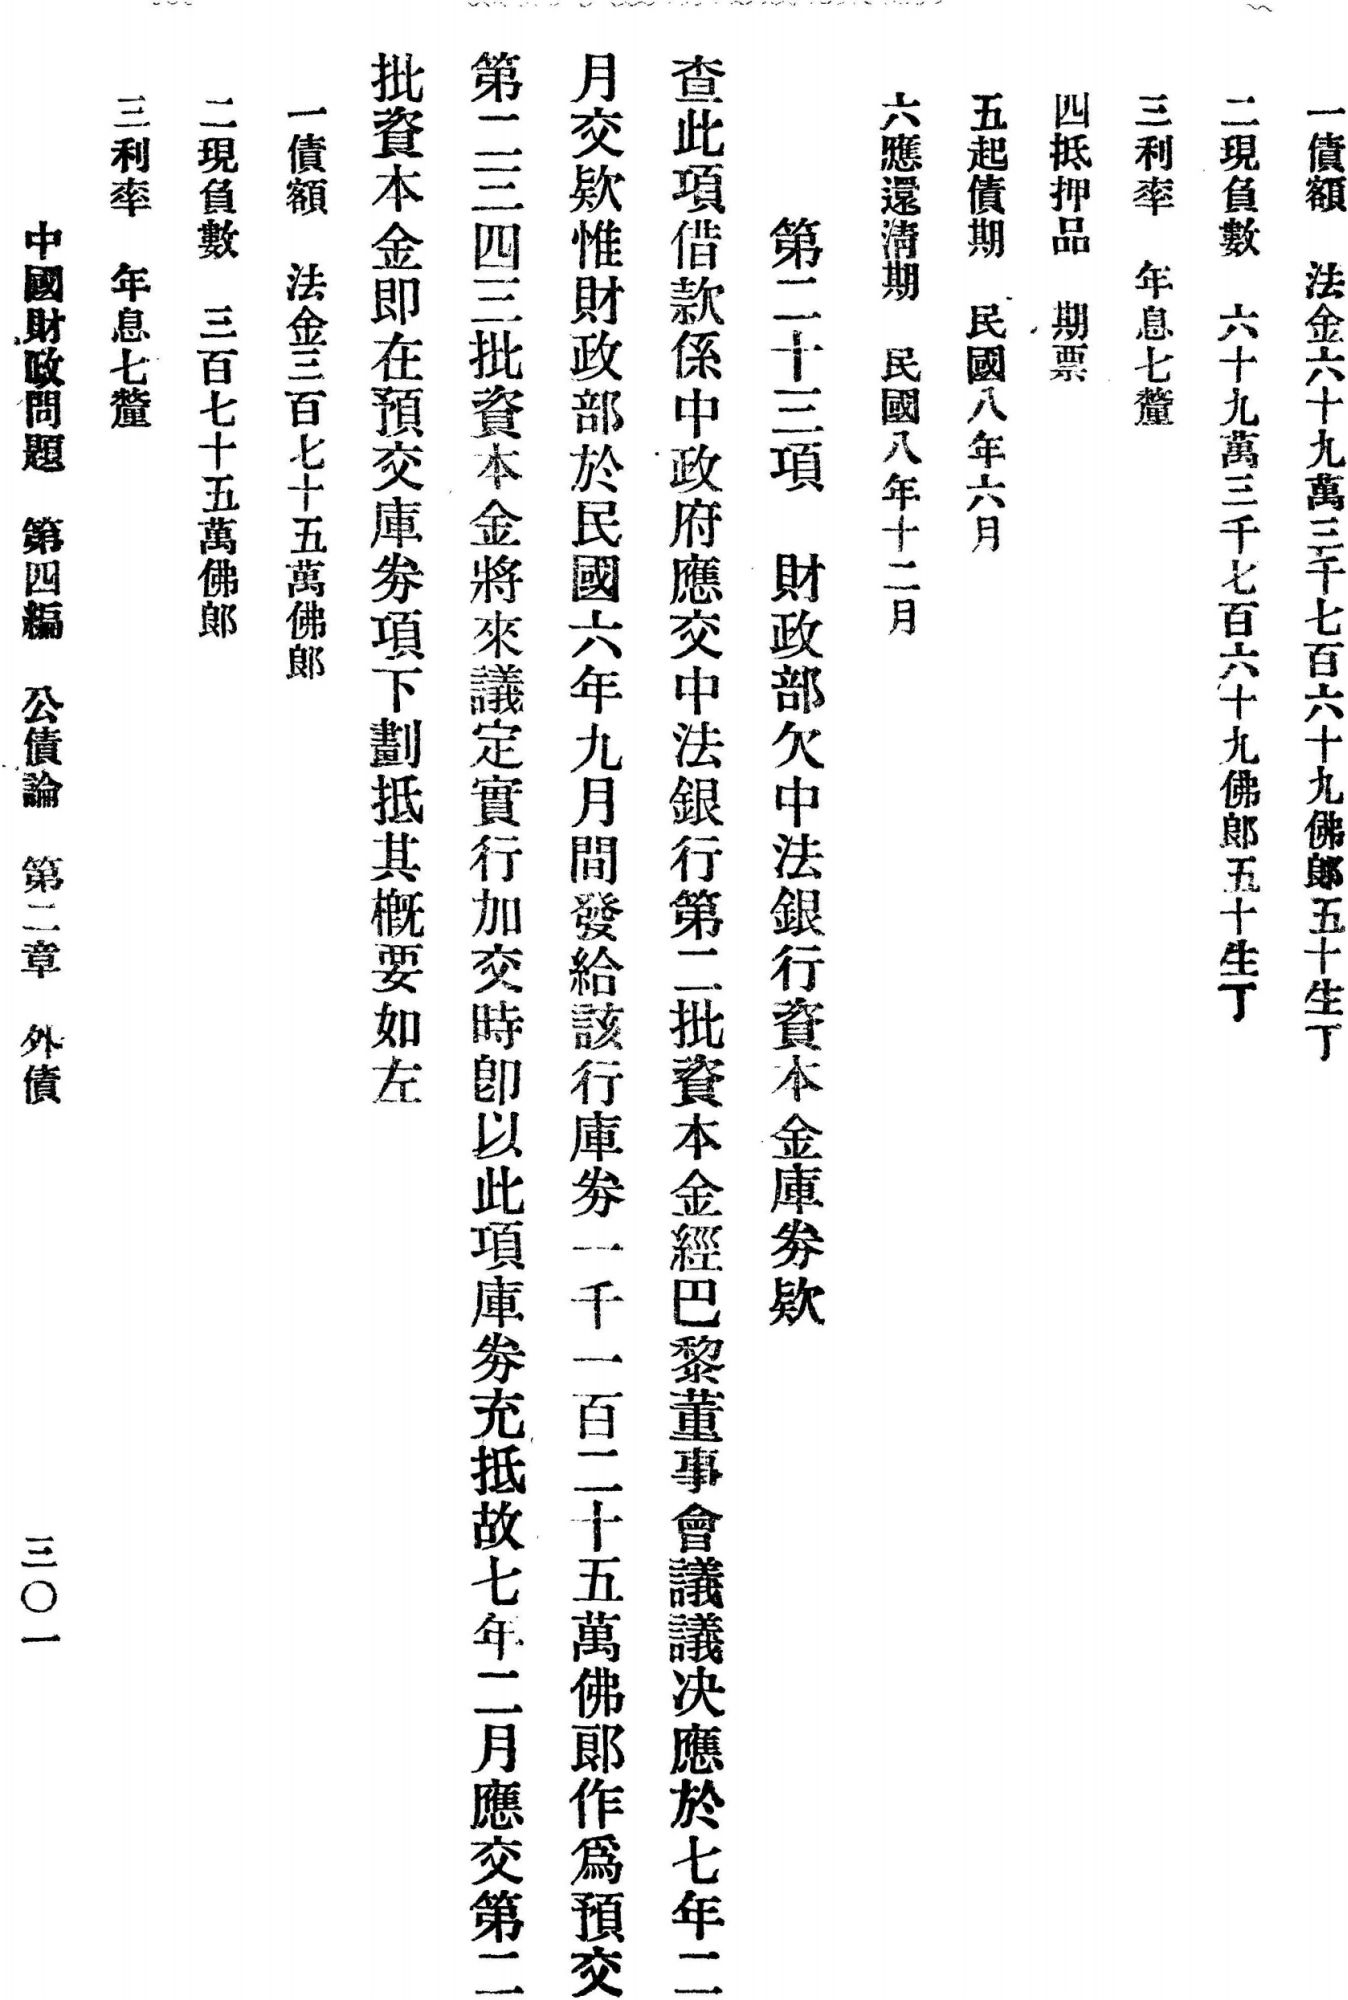 一債額　法金六十九萬三千七百六十九佛郎五十生丁
二現負數　六十九萬三千七百六十九佛郎五十生丁
三利率　年息七釐
四抵押品　期票
五起債期　民國八年六月
六應還淸期　民國八年十二月
第二十三項　財政部欠中法銀行資本金庫券欵
查此項借款係中政府應交中法銀行第二批資本金經巴黎董事會議議决應於七年二
月交欵惟財政部於民國六年九月間發給該行庫券一千一百二十五萬佛郎作爲預交
第二三四三批資本金將來議定實行加交時卽以此項庫券充抵故七年二月應交第二
批資本金即在預交庫券項下劃抵其槪要如左
一債額　法金三百七十五萬佛郎
二現負數　三百七十五萬佛郎
三利率　年息七釐
中國財政問題　第四編　公債論　第二章　外債
三〇一